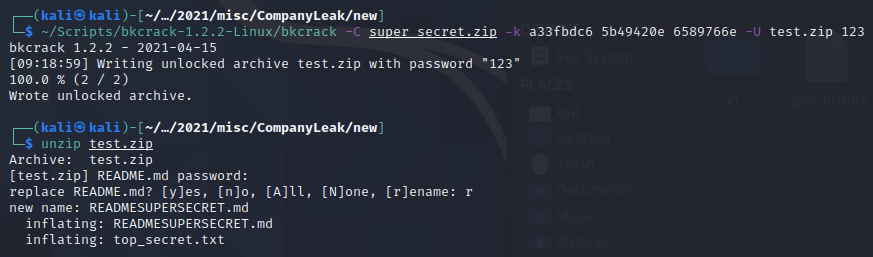 ┌──(kali㉿kali)-[~/…/2021/misc/CompanyLeak/new]
└─$ ~/Scripts/bkcrack-1.2.2-Linux/bkcrack -C super_secret.zip -k a33fbdc6 5b49420e 6589766e -U test.zip 123
bkcrack 1.2.2 - 2021-04-15
[09:18:59] Writing unlocked archive test.zip with password "123"
100.0 % (2 / 2)
Wrote unlocked archive.
┌──(kali㉿kali)-[~/…/2021/misc/CompanyLeak/new]
└─$ unzip test.zip
Archive:  test.zip
[test.zip] README.md password:
replace README.md? [y]es, [n]o, [A]ll, [N]one, [r]ename: r
new name: READMESUPERSECRET.md
  inflating: READMESUPERSECRET.md
  inflating: top_secret.txt
File System
PLACES
kali
Desktop
Trash
Documents
Music
Pictures
gdb_history